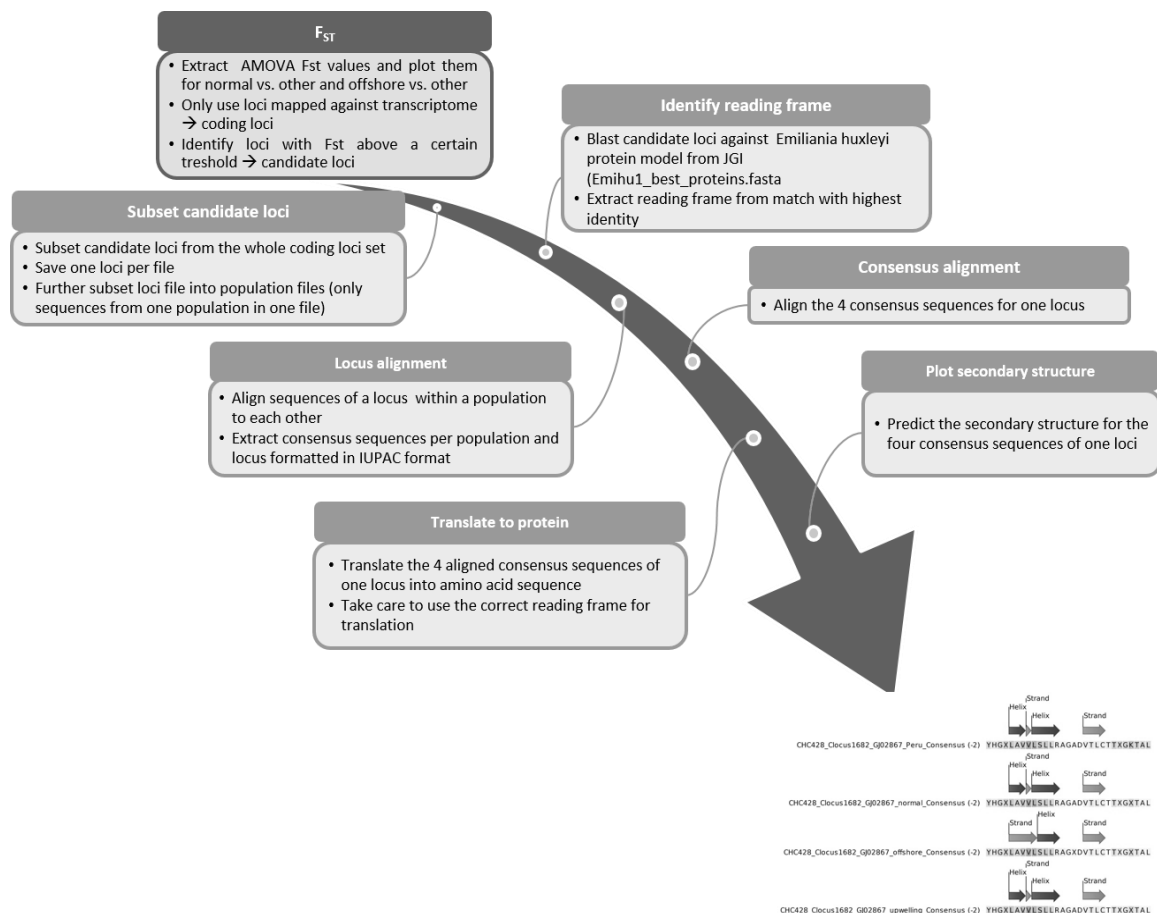 FST
• Extract AMOVA Fst values and plot them
for normal vs. other and offshore vs. other
• Only use loci mapped against transcriptome
→ coding loci
• Identify loci with Fst above a certain
treshold → candidate loci
Subset candidate loci
• Subset candidate loci from the whole coding loci set
• Save one loci per file
• Further subset loci file into population files (only
sequences from one population in one file)
Identify reading frame
• Blast candidate loci against Emiliania huxleyi
protein model from JGI
(Emihu1_best_proteins.fasta
• Extract reading frame from match with highest
identity
Locus alignment
• Align sequences of a locus within a population
to each other
• Extract consensus sequences per population and
locus formatted in IUPAC format
Consensus alignment
• Align the 4 consensus sequences for one locus
Translate to protein
• Translate the 4 aligned consensus sequences of
one locus into amino acid sequence
• Take care to use the correct reading frame for
translation
Plot secondary structure
• Predict the secondary structure for the
four consensus sequences of one loci
Strand
Helix
Helix Strand
CHC428_Clocus1682_GJ02867_Peru_Consensus (-2) YHGXLAVVLSLLRAGADVTLCTTXGKTAL
Strand
Helix
Helix Strand
CHC428_Clocus1682_GJ02867_normal_Consensus (-2) YHGXLAVVLSLLRAGADVTLCTTXGXTAL
Helix
Strand Strand
CHC428_Clocus1682_GJ02867_offshore_Consensus (-2) YHGXLAVVLSLLRAGXDVTLCTTXGXTAL
Strand
Helix
Helix Strand
CHC428_Clocus1682_GJ02867_upwelling_Consensus (-2) YHGXLAVVLSLLRAGADVTLCTTXGXTAL